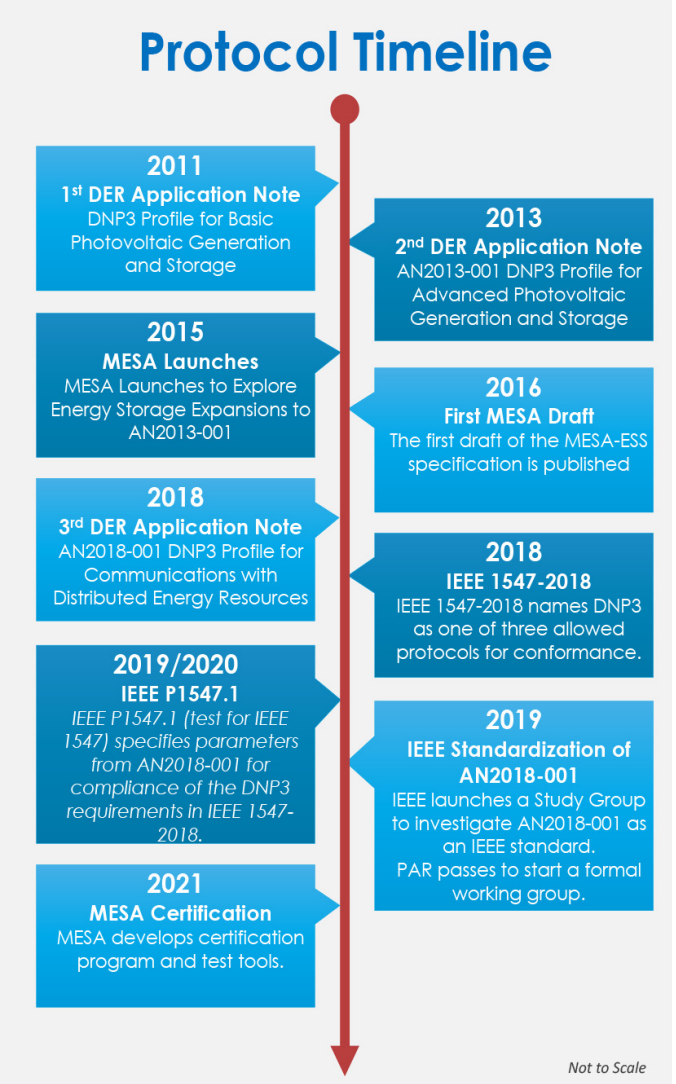 Protocol Timeline
2011
1st DER Application Note
DNP3 Profile for Basic
Photovoltaic Generation
and Storage
2013
2nd DER Application Note
AN2013-001 DNP3 Profile for
Advanced Photovoltaic
Generation and Storage
2015
MESA Launches
MESA Launches to Explore
Energy Storage Expansions to
AN2013-001
2016
First MESA Draft
The first draft of the MESA-ESS
specification is published
2018
3rd DER Application Note
AN2018-001 DNP3 Profile for
Communications with
Distributed Energy Resources
2018
IEEE 1547-2018
IEEE 1547-2018 names DNP3
as one of three allowed
protocols for conformance.
2019/2020
IEEE P1547.1
IEEE P1547.1 (test for IEEE
1547) specifies parameters
from AN2018-001 for
compliance of the DNP3
requirements in IEEE 1547-
2018.
2019
IEEE Standardization of
AN2018-001
IEEE launches a Study Group
to investigate AN2018-001 as
an IEEE standard.
PAR passes to start a formal
working group.
2021
MESA Certification
MESA develops certification
program and test tools.
Not to Scale